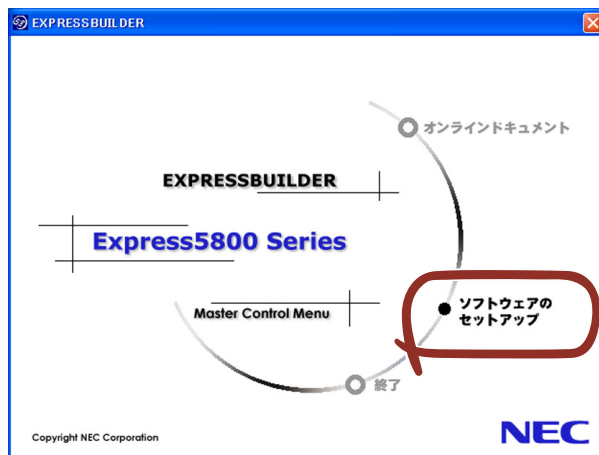 EXPRESSBUILDER
オンラインドキュメント
EXPRESSBUILDER
Express5800 Series
ソフトウェアの
セットアップ
Master Control Menu
終了
Copyright NEC Corporation
NEC